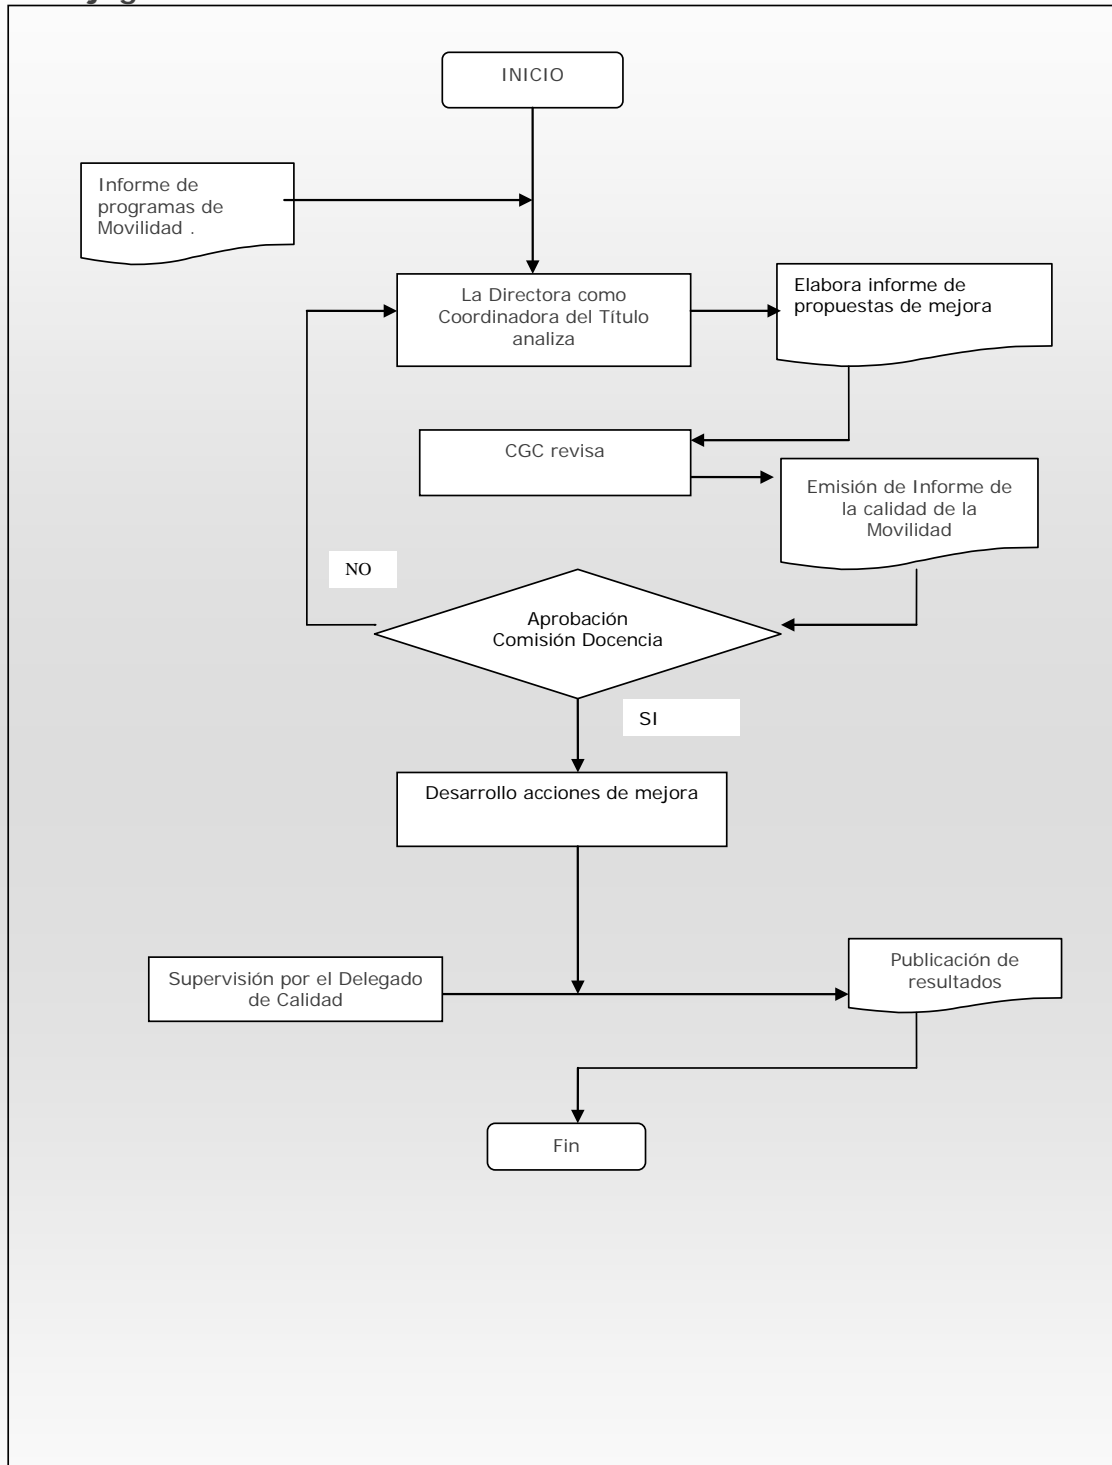 INICIO
Informe de
programas de
Movilidad .
La Directora como
Coordinadora del Título
analiza
Elabora informe de
propuestas de mejora
CGC revisa
Emisión de Informe de
la calidad de la
Movilidad
NO
Aprobación
Comisión Docencia
SI
Desarrollo acciones de mejora
Supervisión por el Delegado
de Calidad
Publicación de
resultados
Fin